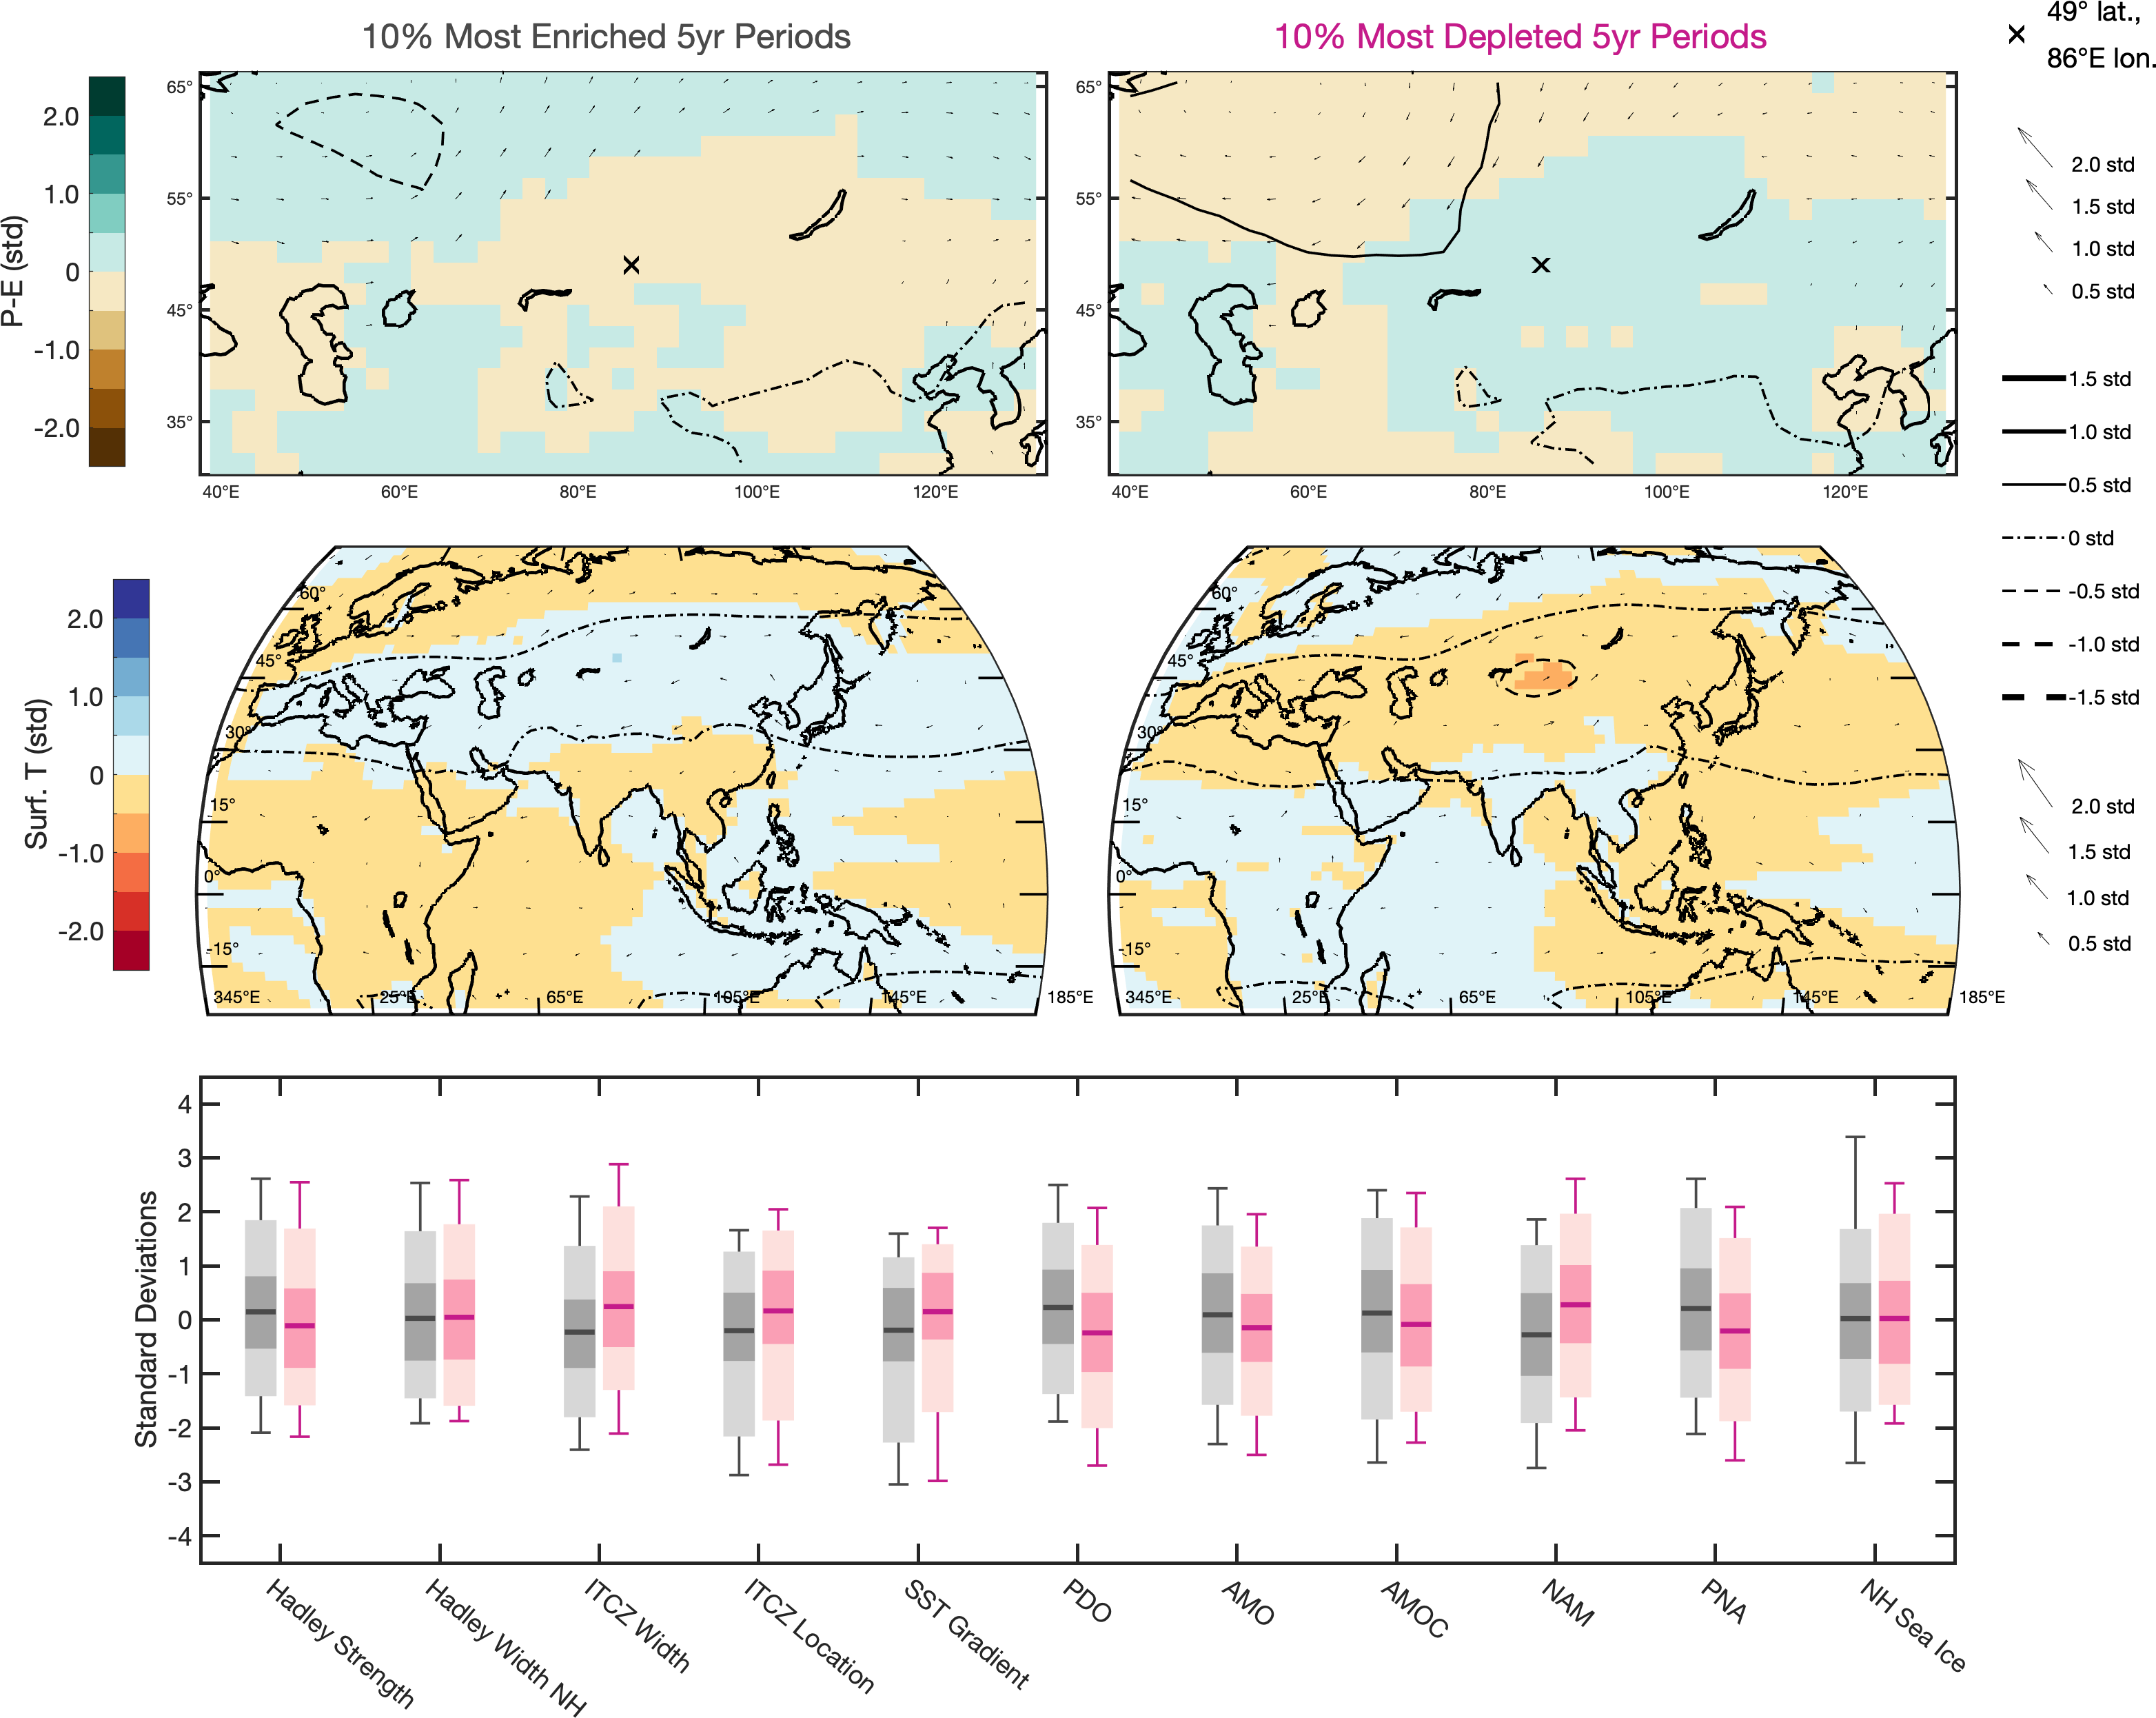 10% Most Enriched 5yr Periods
10% Most Depleted 5yr Periods
49° lat.,
86°E lon.
P-E (std)
2.0
1.0
0
-1.0
-2.0
65°
55°
45°
35°
40°E
60°E
80°E
100°E
120°E
65°
55°
45°
35°
40°E
60°E
80°E
100°E
120°E
2.0 std
1.5 std
1.0 std
0.5 std
1.5 std
1.0 std
0.5 std
0 std
-0.5 std
-1.0 std
-1.5 std
Surf. T (std)
2.0
1.0
0
-1.0
-2.0
60°
45°
30°
15°
0°
-15°
345°E
25°E
65°E
105°E
145°E
185°E
60°
45°
30°
15°
0°
-15°
345°E
25°E
65°E
105°E
145°E
185°E
2.0 std
1.5 std
1.0 std
0.5 std
Standard Deviations
4
3
2
1
0
-1
-2
-3
-4
Hadley Strength
Hadley Width NH
ITCZ Width
ITCZ Location
SST Gradient
PDO
AMO
AMOC
NAM
PNA
NH Sea Ice